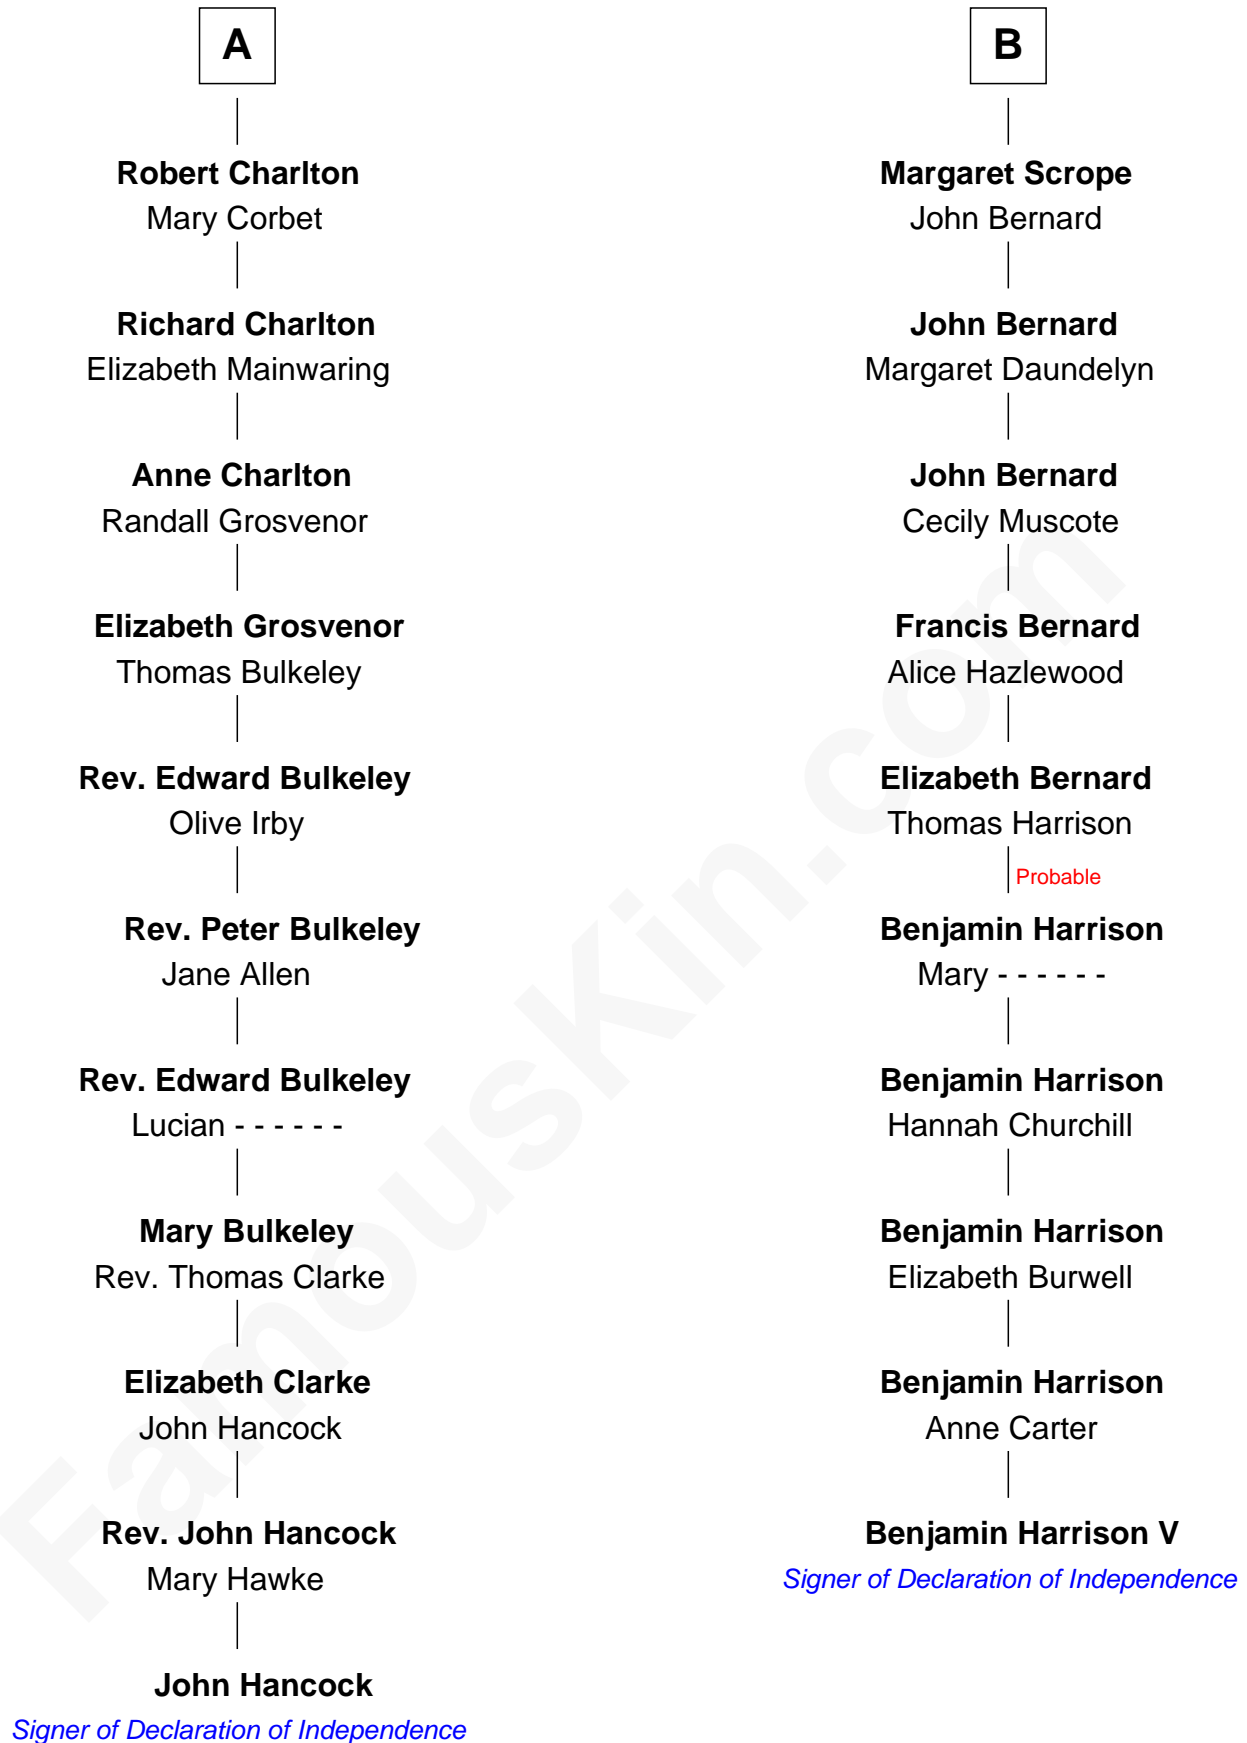 A
Robert Charlton
Mary Corbet
Richard Charlton
Elizabeth Mainwaring
Anne Charlton
Randall Grosvenor
Elizabeth Grosvenor
Thomas Bulkeley
Rev. Edward Bulkeley
Olive Irby
Rev. Peter Bulkeley
Jane Allen
Rev. Edward Bulkeley
Lucian - - - - - -
Mary Bulkeley
Rev. Thomas Clarke
Elizabeth Clarke
John Hancock
Rev. John Hancock
Mary Hawke
John Hancock
Signer of Declaration of Independence
B
Margaret Scrope
John Bernard
John Bernard
Margaret Daundelyn
John Bernard
Cecily Muscote
Francis Bernard
Alice Hazlewood
Elizabeth Bernard
Thomas Harrison
Probable
Benjamin Harrison
Mary - - - - - -
Benjamin Harrison
Hannah Churchill
Benjamin Harrison
Elizabeth Burwell
Benjamin Harrison
Anne Carter
Benjamin Harrison V
Signer of Declaration of Independence
FamousKin.com